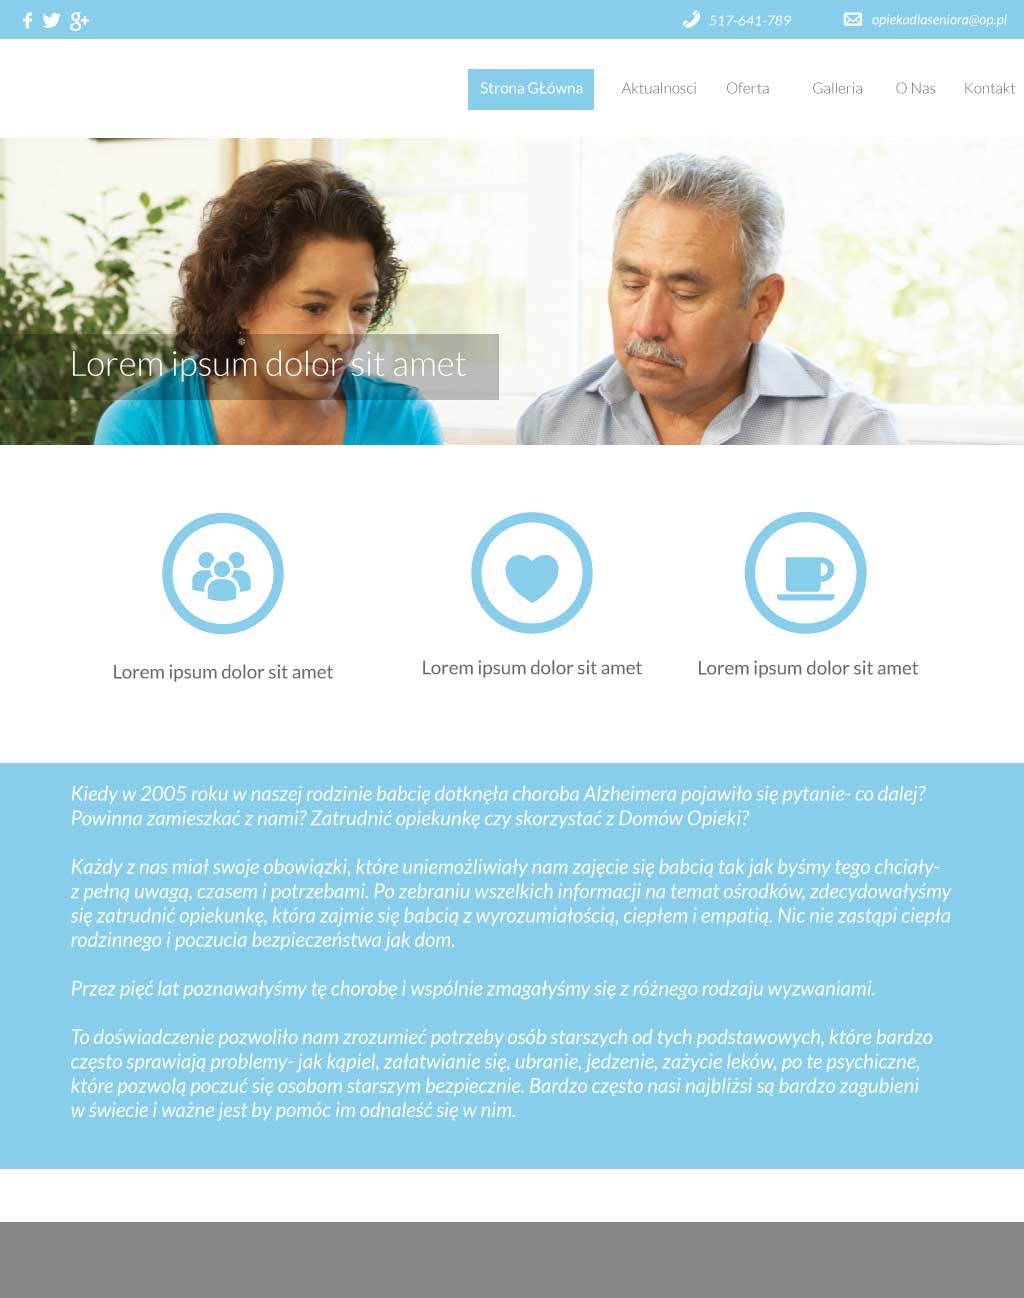 517-641-789
opiekadlaseniora@op.pl
Strona GŁówna
Aktualnosci
Oferta
Galleria
O Nas
Kontakt
Lorem ipsum dolor sit amet
Lorem ipsum dolor sit amet
Lorem ipsum dolor sit amet
Lorem ipsum dolor sit amet
Kiedy w 2005 roku w naszej rodzinie babcię dotknęła choroba Alzheimera pojawiło się pytanie- co dalej?
Powinna zamieszkać z nami? Zatrudnić opiekunkę czy skorzystać z Domów Opieki?
Każdy z nas miał swoje obowiązki, które uniemożliwiały nam zajęcie się babcią tak jak byśmy tego chciały-
z pełną uwagą, czasem i potrzebami. Po zebraniu wszelkich informacji na temat ośrodków, zdecydowałyśmy
się zatrudnić opiekunkę, która zajmie się babcią z wyrozumiałością, ciepłem i empatią. Nic nie zastąpi ciepła
rodzinnego i poczucia bezpieczeństwa jak dom.
Przez pięć lat poznawałyśmy tę chorobę i wspólnie zmagałyśmy się z różnego rodzaju wyzwaniami.
To doświadczenie pozwoliło nam zrozumieć potrzeby osób starszych od tych podstawowych, które bardzo
często sprawiają problemy- jak kąpiel, załatwianie się, ubranie, jedzenie, zażycie leków, po te psychiczne,
które pozwolą poczuć się osobom starszym bezpiecznie. Bardzo często nasi najbliżsi są bardzo zagubieni
w świecie i ważne jest by pomóc im odnaleść się w nim.